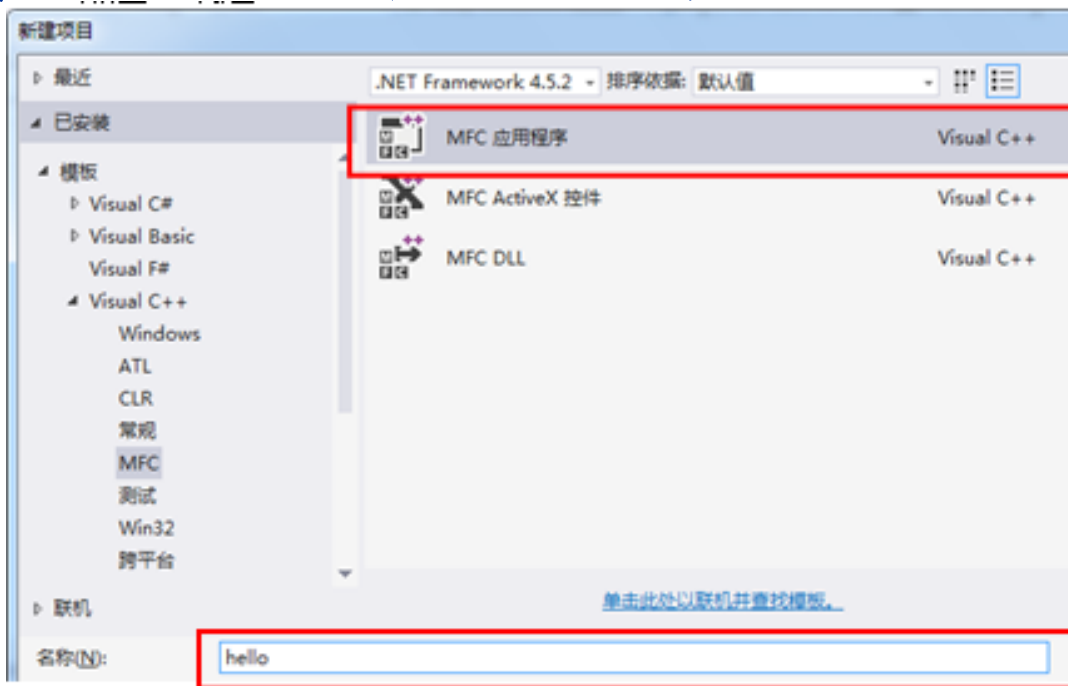 新建项目
最近
.NET Framework 4.5.2 排序依据: 默认值
已安装
MFC 应用程序 Visual C++
模板
Visual C#
MFC ActiveX 控件 Visual C++
Visual Basic
MFC DLL Visual C++
Visual F#
Visual C++
Windows
ATL
CLR
常规
MFC
测试
Win32
跨平台
联机
单击此处以联机并查找模板。
名称(N): hello